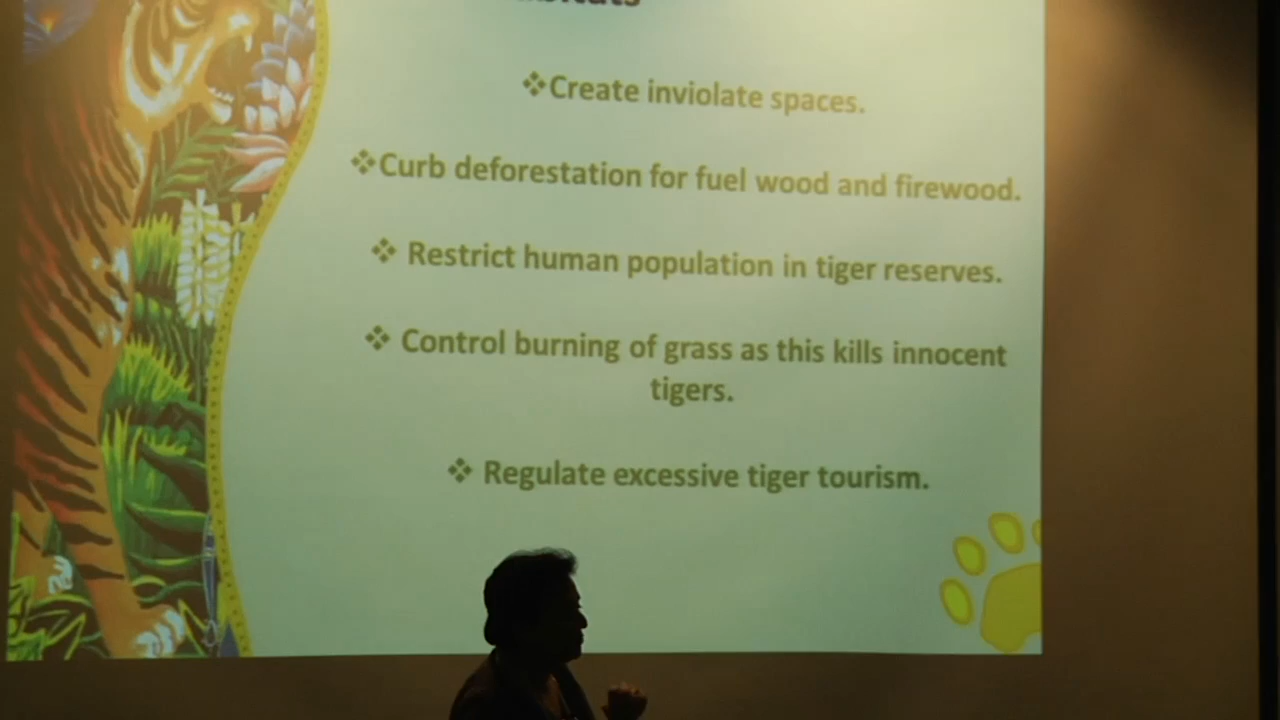 ❖Create inviolate spaces.
❖Curb deforestation for fuel wood and firewood.
❖ Restrict human population in tiger reserves.
❖ Control burning of grass as this kills innocent
tigers.
❖ Regulate excessive tiger tourism.